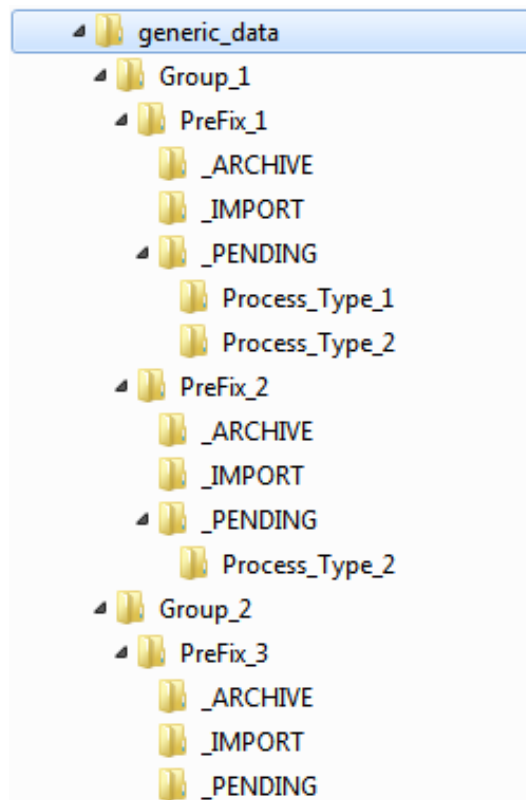 generic_data
Group_1
PreFix_1
_ARCHIVE
_IMPORT
_PENDING
Process_Type_1
Process_Type_2
PreFix_2
_ARCHIVE
_IMPORT
_PENDING
Process_Type_2
Group_2
PreFix_3
_ARCHIVE
_IMPORT
_PENDING